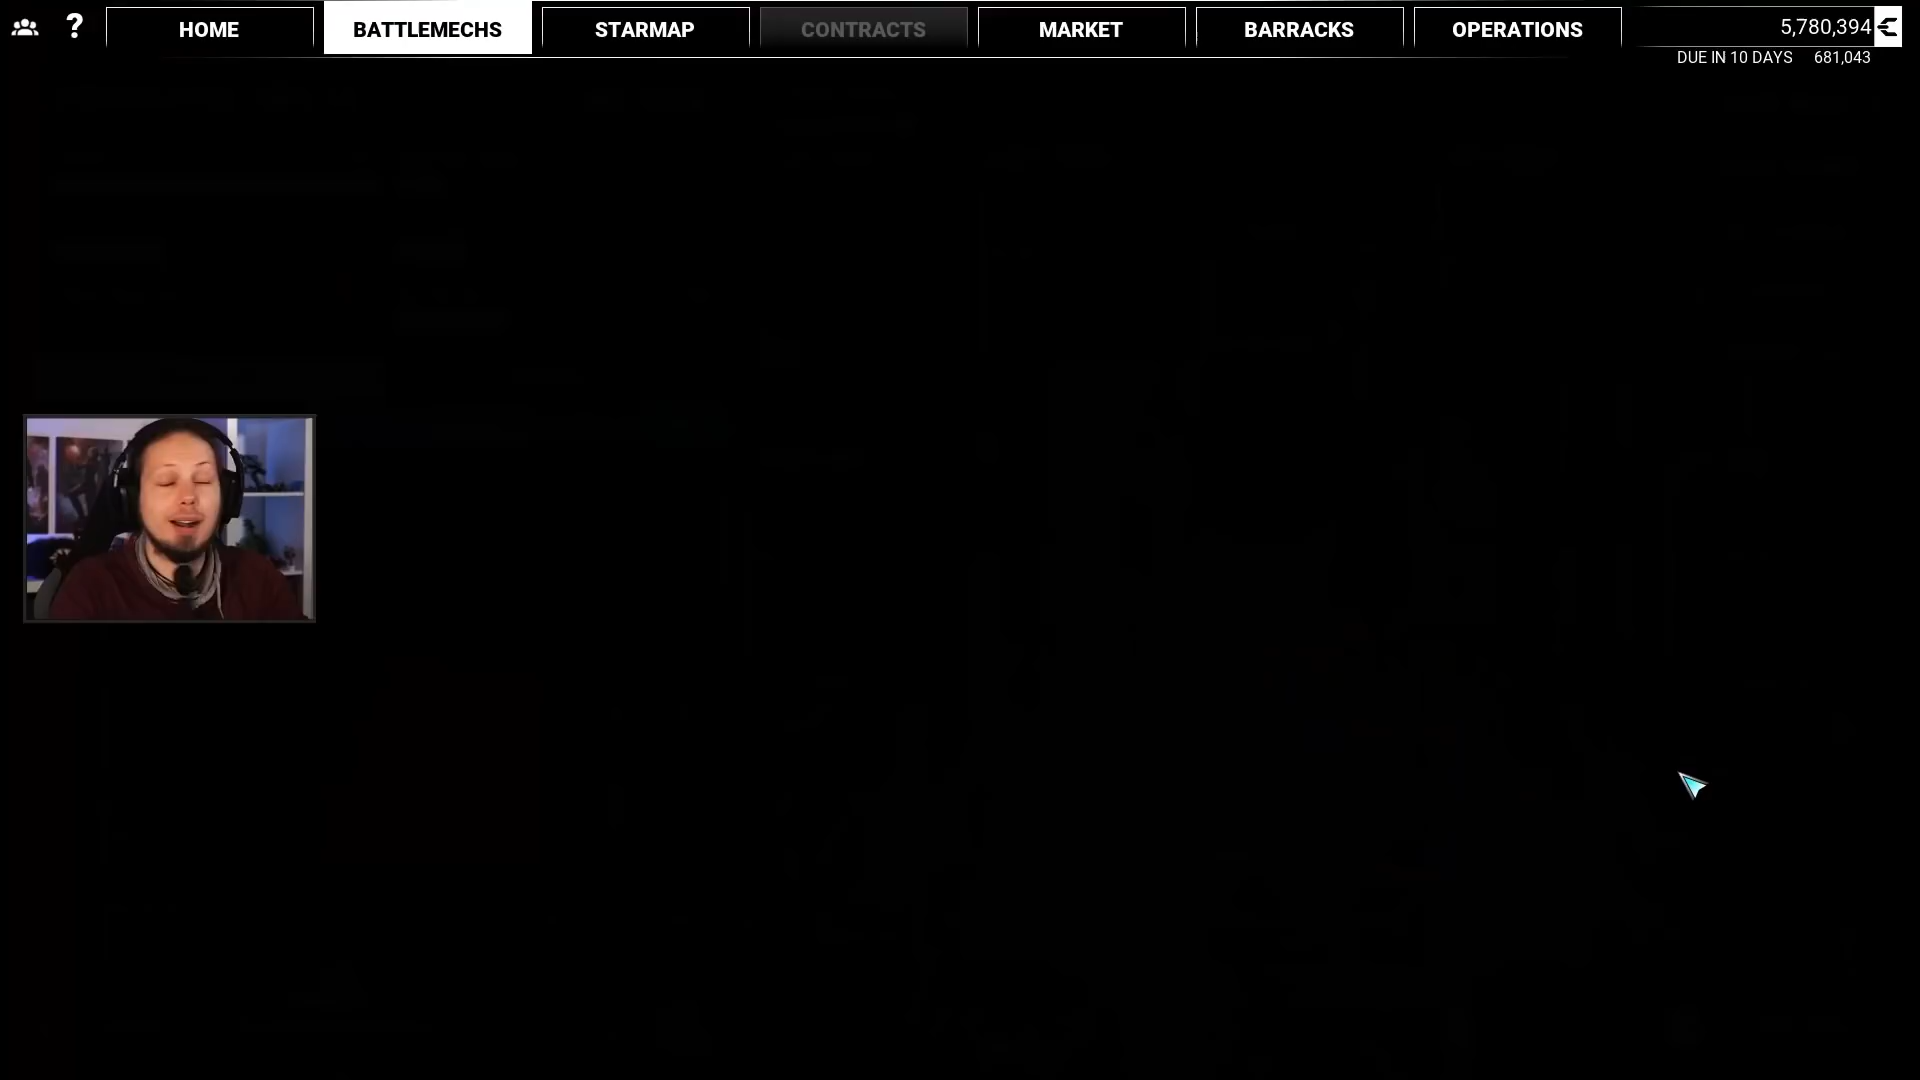 ?
HOME
BATTLEMECHS
STARMAP
CONTRACTS
MARKET
BARRACKS
OPERATIONS
5,780,394
DUE IN 10 DAYS 681,043